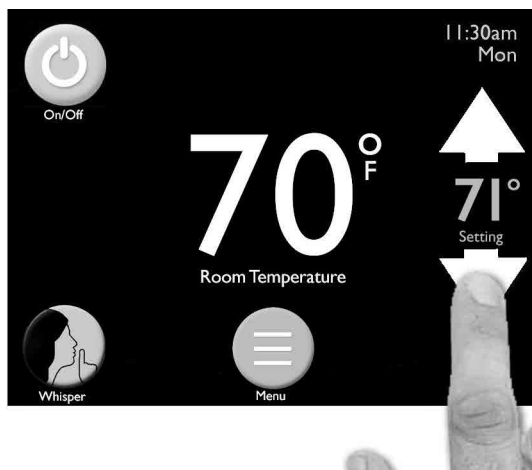 11:30am
Mon
On/Off
70°F
Room Temperature
71°
Setting
Whisper
Menu